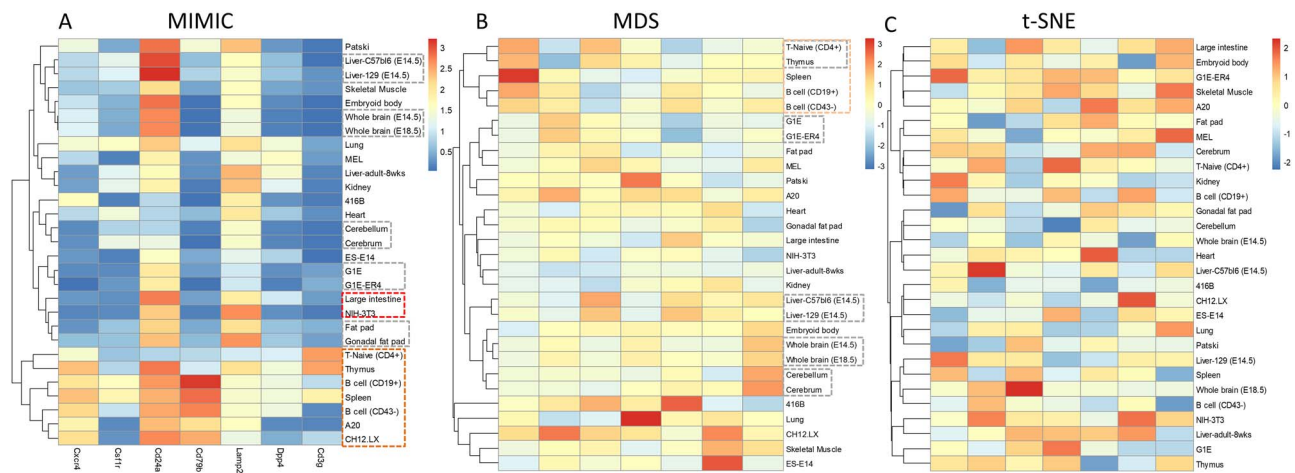 A
MIMIC
Patski
Liver-C57bl6 (E14.5)
Liver-129 (E14.5)
Skeletal Muscle
Embryoid body
Whole brain (E14.5)
Whole brain (E18.5)
Lung
MEL
Liver-adult-8wks
Kidney
416B
Heart
Cerebellum
Cerebrum
ES-E14
G1E
G1E-ER4
Large intestine
NIH-3T3
Fat pad
Gonadal fat pad
T-Naive (CD4+)
Thymus
B cell (CD19+)
Spleen
B cell (CD43-)
A20
CH12.LX
Cxcr4
Csf1r
Cd24a
Cd79b
Lamp2
Dpp4
Cd3g
3
2.5
2
1.5
1
0.5
B
MDS
T-Naive (CD4+)
Thymus
Spleen
B cell (CD19+)
B cell (CD43-)
G1E
G1E-ER4
Fat pad
MEL
Patski
A20
Heart
Gonadal fat pad
Large intestine
NIH-3T3
Liver-adult-8wks
Kidney
Liver-C57bl6 (E14.5)
Liver-129 (E14.5)
Embryoid body
Whole brain (E14.5)
Whole brain (E18.5)
Cerebellum
Cerebrum
416B
Lung
CH12.LX
Skeletal Muscle
ES-E14
3
2
1
0
-1
-2
-3
C
t-SNE
Large intestine
Embryoid body
G1E-ER4
Skeletal Muscle
A20
Fat pad
MEL
Cerebrum
T-Naive (CD4+)
Kidney
B cell (CD19+)
Gonadal fat pad
Cerebellum
Whole brain (E14.5)
Heart
Liver-C57bl6 (E14.5)
416B
CH12.LX
ES-E14
Lung
Patski
Liver-129 (E14.5)
Spleen
Whole brain (E18.5)
B cell (CD43-)
NIH-3T3
Liver-adult-8wks
G1E
Thymus
2
1
0
-1
-2